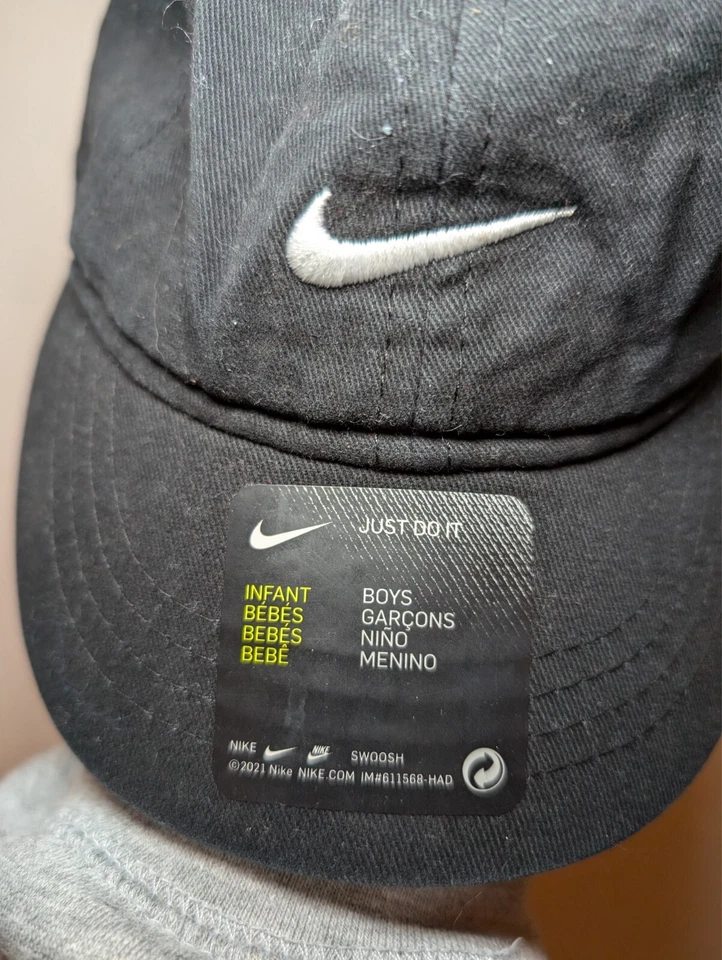 JUST DO IT
INFANT BOYS
BÉBÉS GARÇONS
BEBÉS NIÑO
BEBÊ MENINO
NIKE NIKE SWOOSH
©2021 Nike NIKE.COM IM#611568-HAD